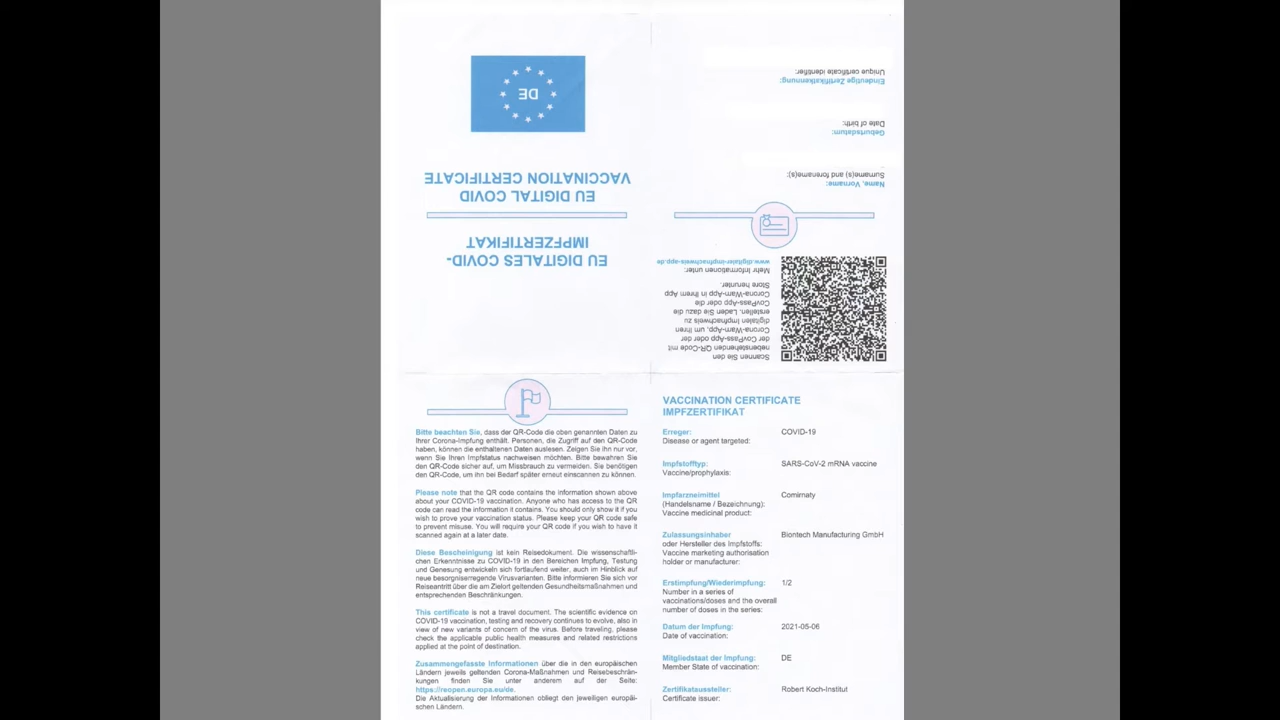 DE
EU DIGITAL COVID
VACCINATION CERTIFICATE
EU DIGITALES COVID-
IMPFZERTIFIKAT
Name, Vorname:
Surname(s) and forename(s):
Geburtsdatum:
Date of birth:
Eindeutige Zertifikatkennung:
Unique certificate identifier:
Scannen Sie den
nebenstehenden QR-Code mit
der CovPass-App oder der
Corona-Warn-App, um Ihren
digitalen Impfnachweis zu
erstellen. Laden Sie dazu die
CovPass-App oder die
Corona-Warn-App in Ihrem App
Store herunter.
Mehr Informationen unter:
www.digitaler-impfnachweis-app.de
Bitte beachten Sie, dass der QR-Code die oben genannten Daten zu
Ihrer Corona-Impfung enthält. Personen, die Zugriff auf den QR-Code
haben, können die enthaltenen Daten auslesen. Zeigen Sie ihn nur vor,
wenn Sie Ihren Impfstatus nachweisen möchten. Bitte bewahren Sie
den QR-Code sicher auf, um Missbrauch zu vermeiden. Sie benötigen
den QR-Code, um ihn bei Bedarf später erneut einscannen zu können.
Please note that the QR code contains the information shown above
about your COVID-19 vaccination. Anyone who has access to the QR
code can read the information it contains. You should only show it if you
wish to prove your vaccination status. Please keep your QR code safe
to prevent misuse. You will require your QR code if you wish to have it
scanned again at a later date.
Diese Bescheinigung ist kein Reisedokument. Die wissenschaftli-
chen Erkenntnisse zu COVID-19 in den Bereichen Impfung, Testung
und Genesung entwickeln sich fortlaufend weiter, auch im Hinblick auf
neue besorgniserregende Virusvarianten. Bitte informieren Sie sich vor
Reiseantritt über die am Zielort geltenden Gesundheitsmaßnahmen und
entsprechenden Beschränkungen.
This certificate is not a travel document. The scientific evidence on
COVID-19 vaccination, testing and recovery continues to evolve, also in
view of new variants of concern of the virus. Before traveling, please
check the applicable public health measures and related restrictions
applied at the point of destination.
Zusammengefasste Informationen über die in den europäischen
Ländern jeweils geltenden Corona-Maßnahmen und Reisebeschrän-
kungen finden Sie unter anderem auf der Seite:
https://reopen.europa.eu/de.
Die Aktualisierung der Informationen obliegt den jeweiligen europäi-
schen Ländern.
VACCINATION CERTIFICATE
IMPFZERTIFIKAT
Erreger: COVID-19
Disease or agent targeted:
Impfstofftyp: SARS-CoV-2 mRNA vaccine
Vaccine/prophylaxis:
Impfarzneimittel Comirnaty
(Handelsname / Bezeichnung):
Vaccine medicinal product:
Zulassungsinhaber Biontech Manufacturing GmbH
oder Hersteller des Impfstoffs:
Vaccine marketing authorisation
holder or manufacturer:
Erstimpfung/Wiederimpfung: 1/2
Number in a series of
vaccinations/doses and the overall
number of doses in the series:
Datum der Impfung: 2021-05-06
Date of vaccination:
Mitgliedstaat der Impfung: DE
Member State of vaccination:
Zertifikataussteller: Robert Koch-Institut
Certificate issuer: